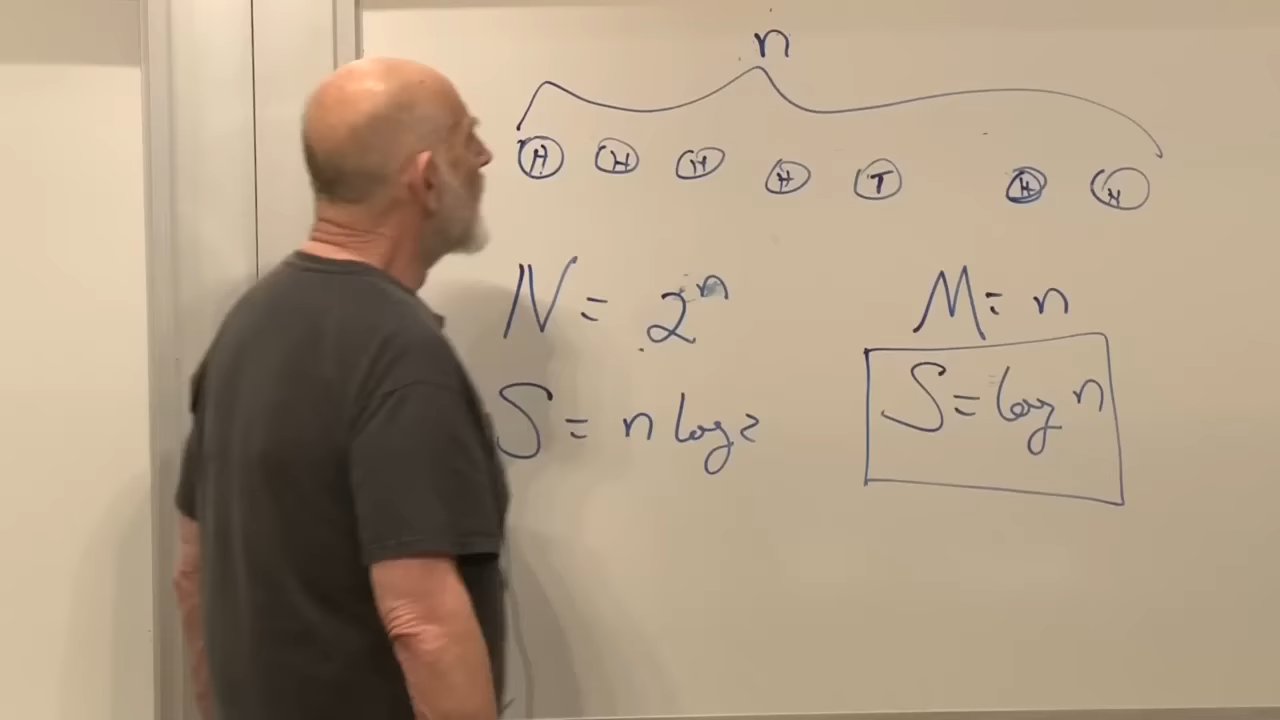 n
H H H H T H H
N = 2^n M = n
S = n log 2 S = log n